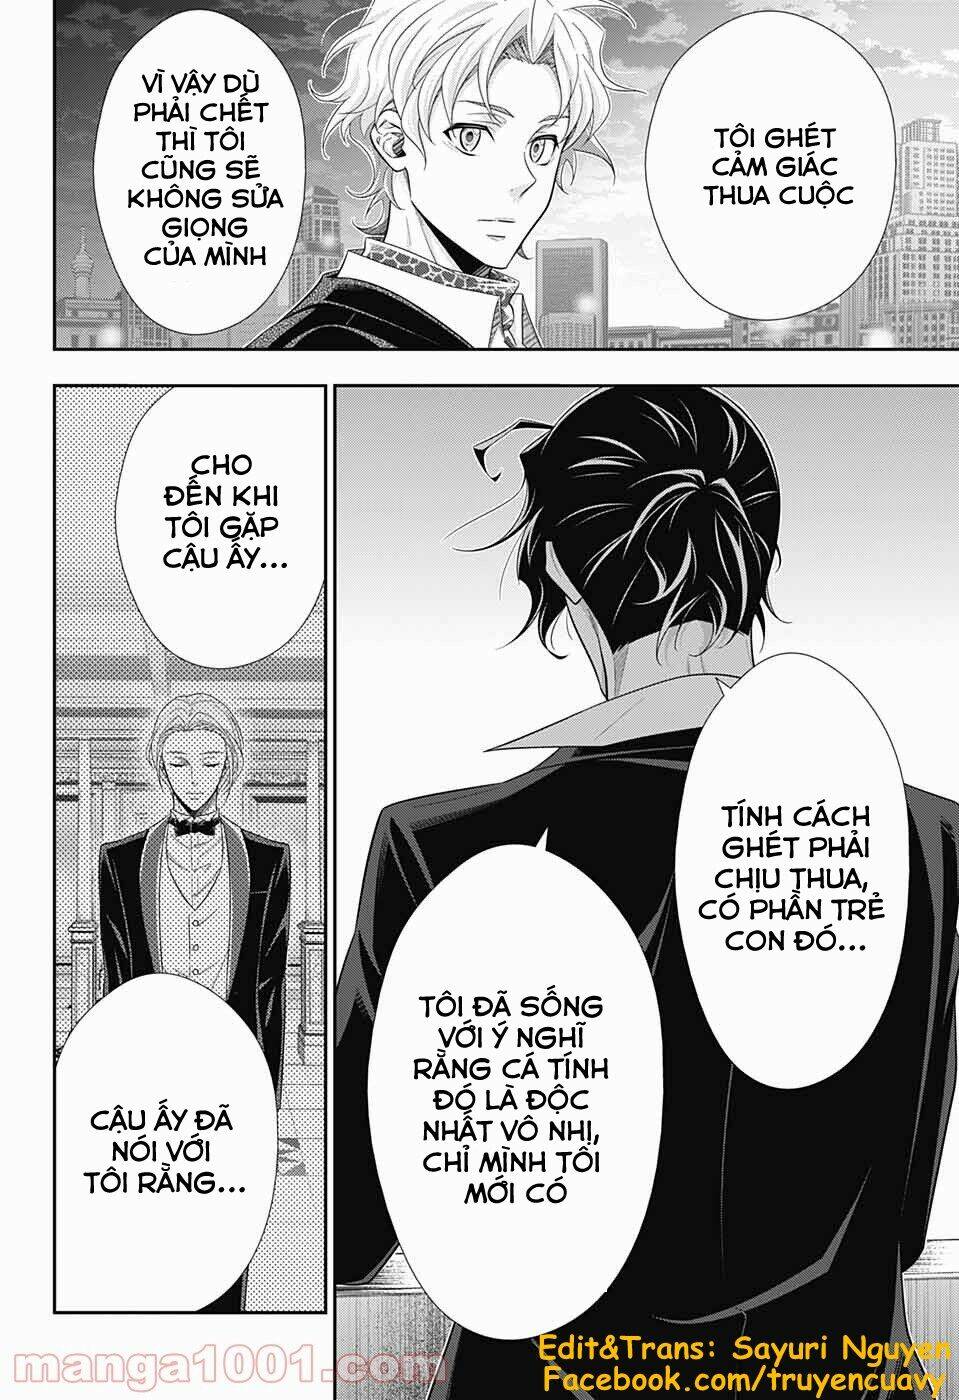 TÔI GHÉT
CẢM GIÁC
THUA CUỘC
VÌ VẬY DÙ
PHẢI CHẾT
THÌ TÔI
CŨNG SẼ
KHÔNG SỬA
GIỌNG
CỦA MÌNH
TÍNH CÁCH
GHÉT PHẢI
CHỊU THUA,
CÓ PHẦN TRẺ
CON ĐÓ...
TÔI ĐÃ SỐNG
VỚI Ý NGHĨ
RẰNG CÁ TÍNH
ĐÓ LÀ ĐỘC
NHẤT VÔ NHỊ,
CHỈ MÌNH TÔI
MỚI CÓ
CHO
ĐẾN KHI
TÔI GẶP
CẬU ẤY...
CẬU ẤY ĐÃ
NÓI VỚI
TÔI RẰNG...
manga1001.com
Edit&Trans: Sayuri Nguyen
Facebook.com/truyencuavy